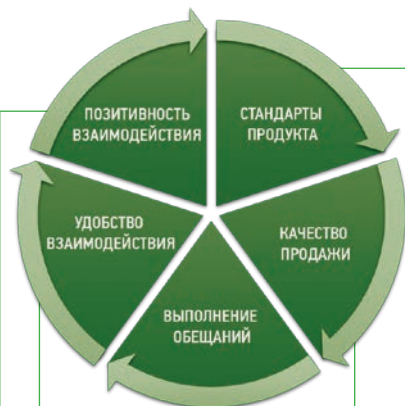 ПОЗИТИВНОСТЬ
ВЗАИМОДЕЙСТВИЯ
СТАНДАРТЫ
ПРОДУКТА
УДОБСТВО
ВЗАИМОДЕЙСТВИЯ
КАЧЕСТВО
ПРОДАЖИ
ВЫПОЛНЕНИЕ
ОБЕЩАНИЙ